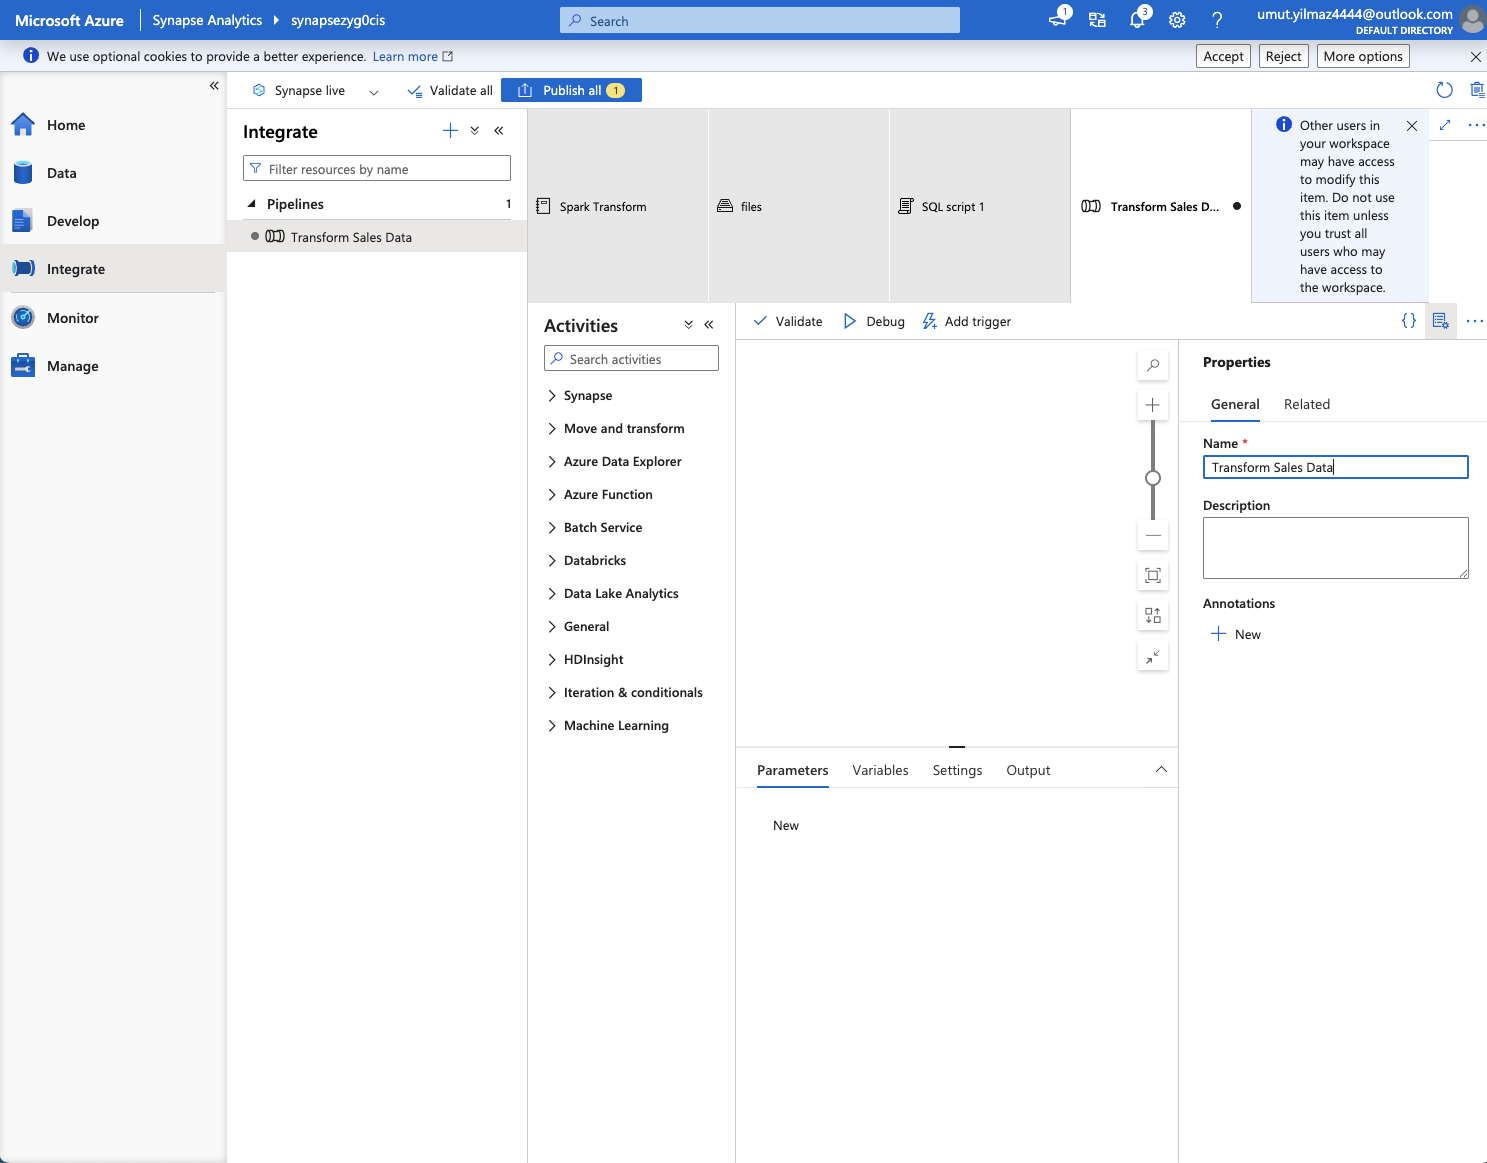 Microsoft Azure
Synapse Analytics
synapsezyg0cis
Search
1
3
umut.yilmaz4444@outlook.com
DEFAULT DIRECTORY
We use optional cookies to provide a better experience. Learn more
Accept
Reject
More options
Synapse live
Validate all
Publish all 1
Home
Data
Develop
Integrate
Monitor
Manage
Integrate
Filter resources by name
Pipelines
1
Transform Sales Data
Spark Transform
files
SQL script 1
Transform Sales D...
Other users in
your workspace
may have access
to modify this
item. Do not use
this item unless
you trust all
users who may
have access to
the workspace.
Activities
Search activities
Synapse
Move and transform
Azure Data Explorer
Azure Function
Batch Service
Databricks
Data Lake Analytics
General
HDInsight
Iteration & conditionals
Machine Learning
Validate
Debug
Add trigger
Parameters
Variables
Settings
Output
New
Properties
General
Related
Name *
Transform Sales Data
Description
Annotations
New